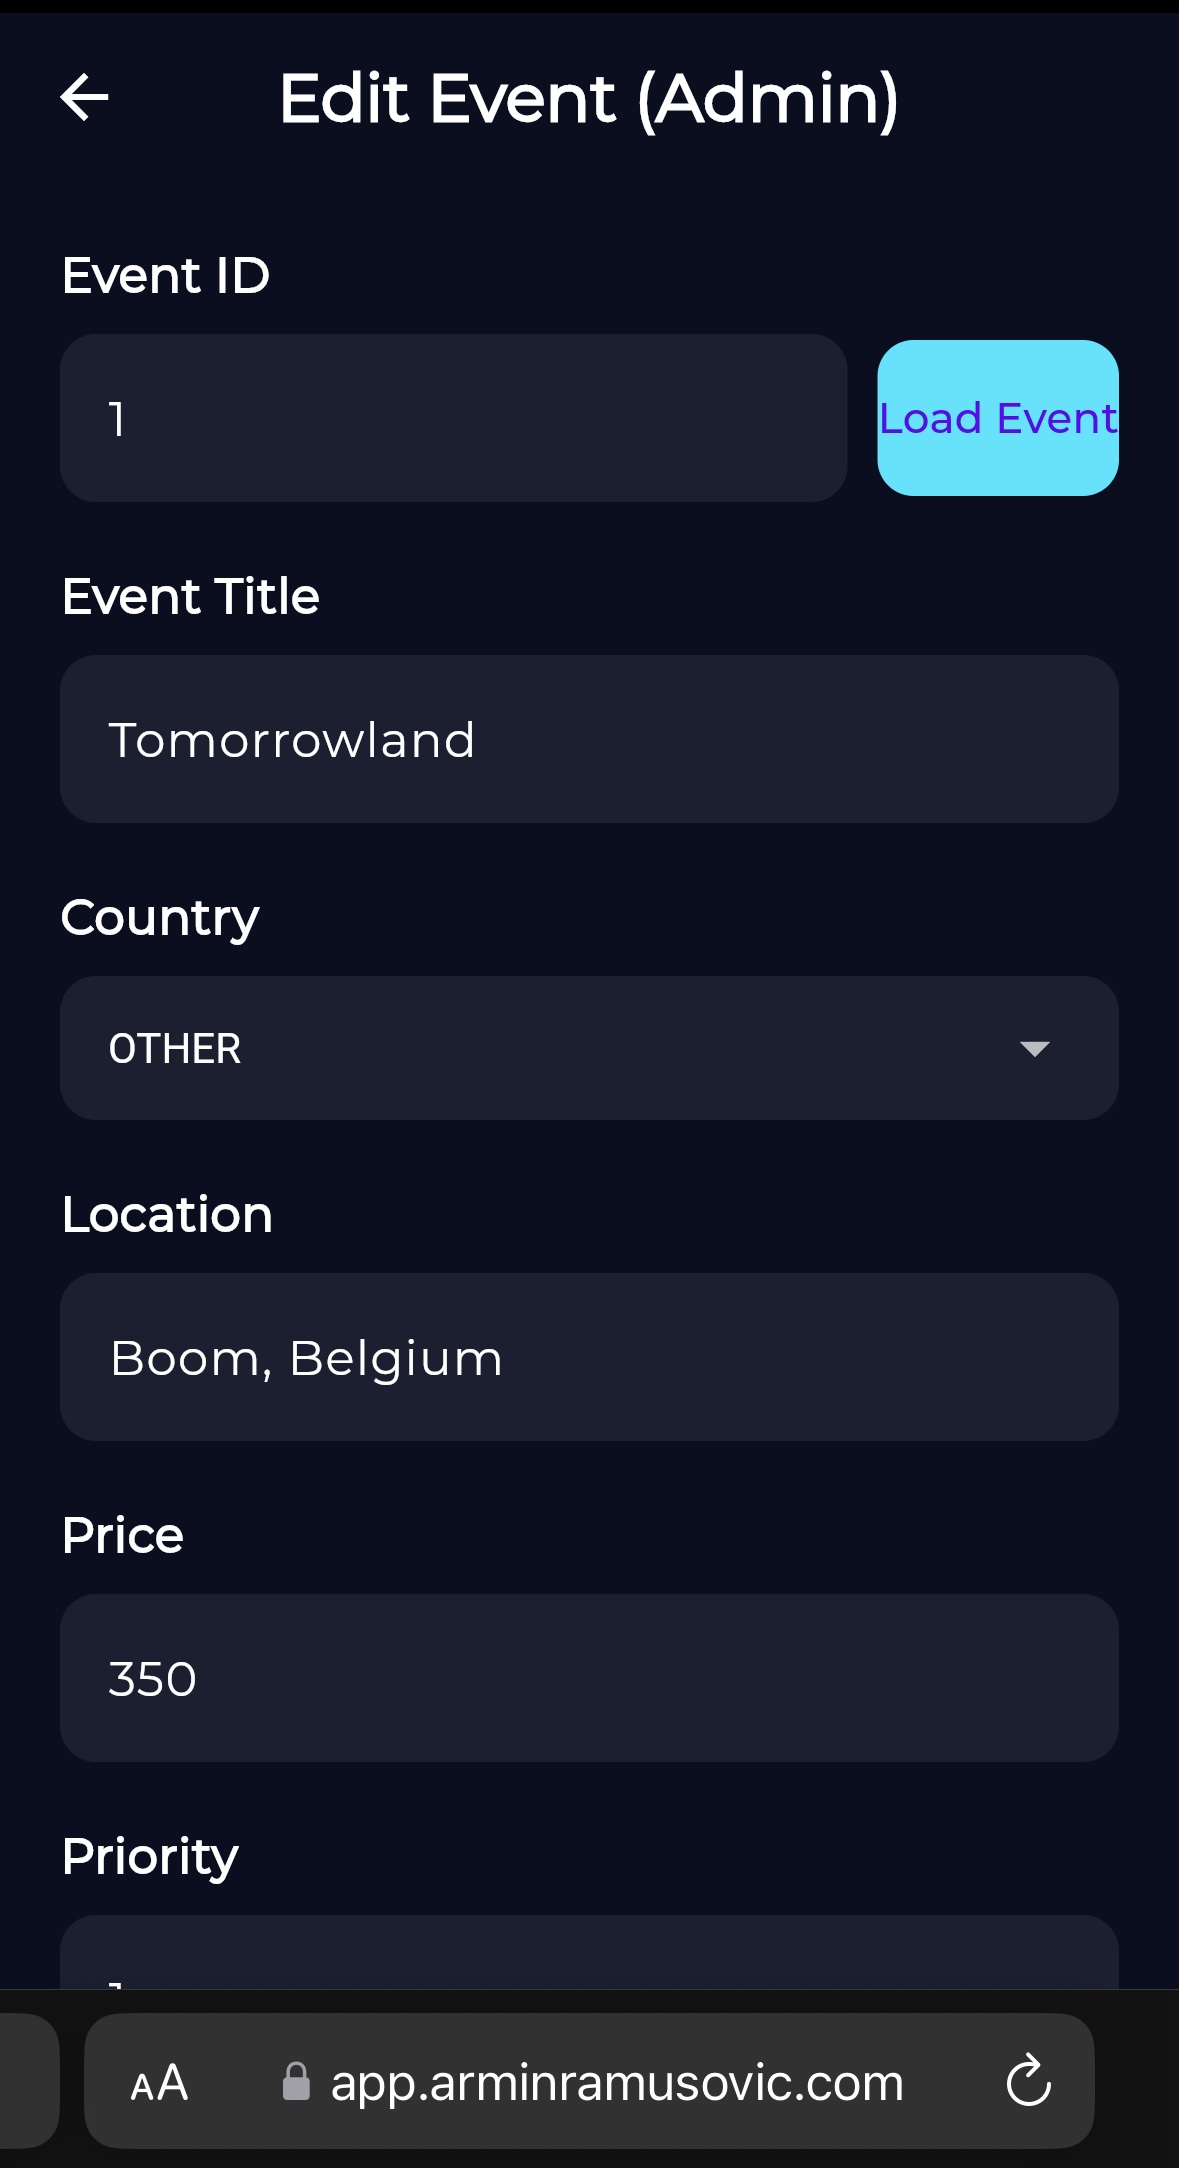 Edit Event (Admin)
Event ID
1
Load Event
Event Title
Tomorrowland
Country
OTHER
Location
Boom, Belgium
Price
350
Priority
AA
app.arminramusovic.com